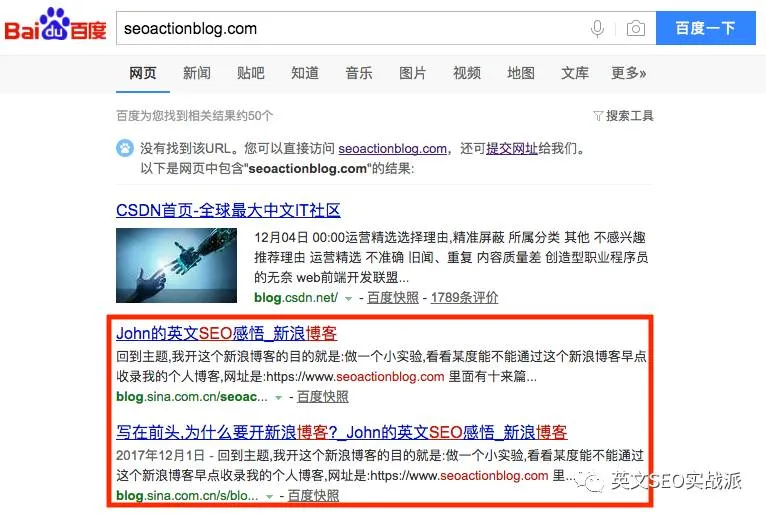 Bai du 百度
seoactionblog.com
百度一下
网页 新闻 贴吧 知道 音乐 图片 视频 地图 文库 更多»
百度为您找到相关结果约50个
搜索工具
没有找到该URL。您可以直接访问 seoactionblog.com，还可提交网址给我们。
以下是网页中包含"seoactionblog.com"的结果:
CSDN首页-全球最大中文IT社区
12月04日 00:00运营精选选择理由,精准屏蔽 所属分类 其他 不感兴趣
推荐理由 运营精选 不准确 旧闻、重复 内容质量差 创造型职业程序员
的无奈 web前端开发联盟...
blog.csdn.net/ - 百度快照 - 1789条评价
John的英文SEO感悟_新浪博客
回到主题,我开这个新浪博客的目的就是:做一个小实验,看看某度能不能通过这个新浪博客早点
收录我的个人博客,网址是:https://www.seoactionblog.com 里面有十来篇...
blog.sina.com.cn/seoac... - 百度快照
写在前头,为什么要开新浪博客?_John的英文SEO感悟_新浪博客
2017年12月1日 - 回到主题,我开这个新浪博客的目的就是:做一个小实验,看看某度能不能通过
这个新浪博客早点收录我的个人博客,网址是:https://www.seoactionblog.com 里...
blog.sina.com.cn/s/blo... - 百度快照
英文SEO实战派